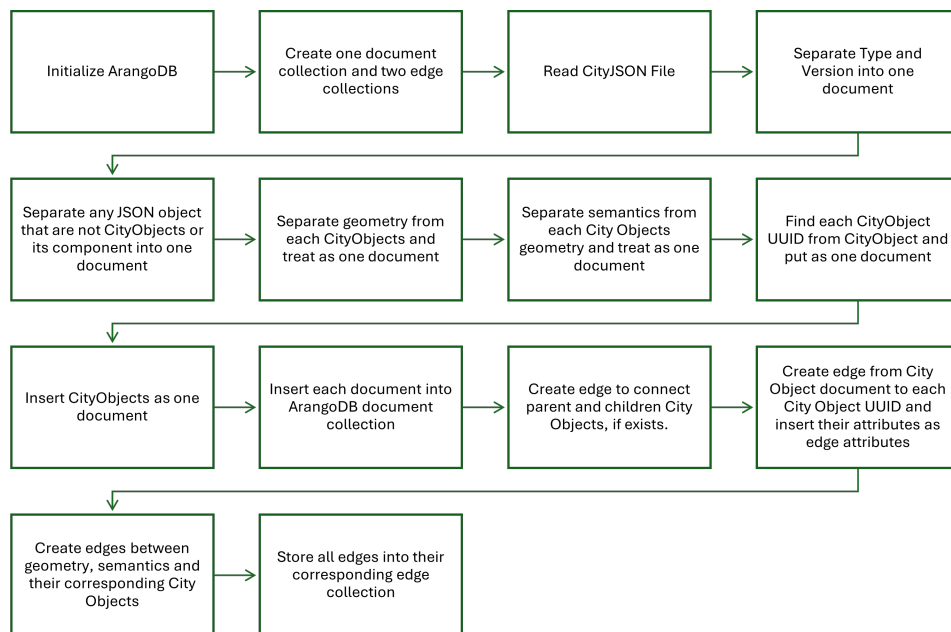 Initialize ArangoDB
Create one document
collection and two edge
collections
Read CityJSON File
Separate Type and
Version into one
document
Separate any JSON object
that are not CityObjects or
its component into one
document
Separate geometry from
each CityObjects and
treat as one document
Separate semantics from
each City Objects
geometry and treat as one
document
Find each CityObject
UUID from CityObject and
put as one document
Insert CityObjects as one
document
Insert each document into
ArangoDB document
collection
Create edge to connect
parent and children City
Objects, if exists.
Create edge from City
Object document to each
City Object UUID and
insert their attributes as
edge attributes
Create edges between
geometry, semantics and
their corresponding City
Objects
Store all edges into their
corresponding edge
collection